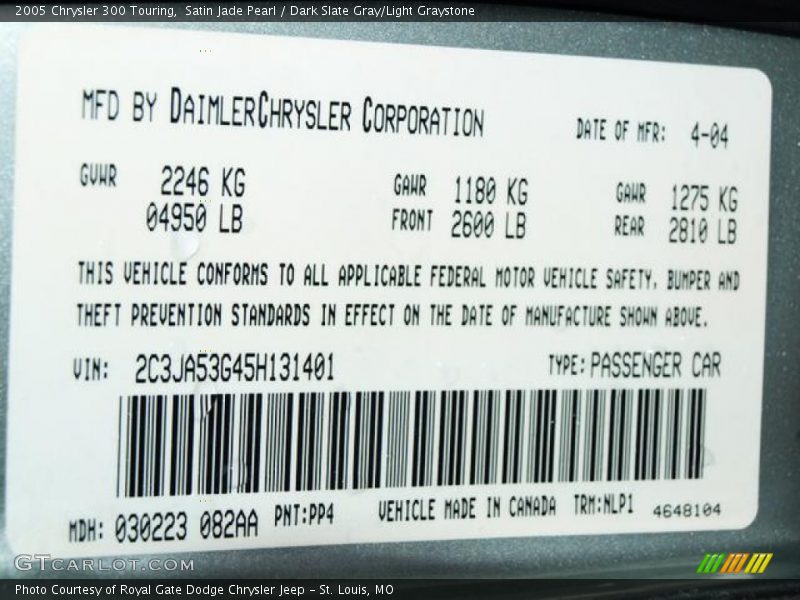 2005 Chrysler 300 Touring,  Satin Jade Pearl / Dark Slate Gray/Light Graystone
MFD BY DAIMLERCHRYSLER CORPORATION
DATE OF MFR: 4-04
GVWR 2246 KG
04950 LB
GAWR 1180 KG
FRONT 2600 LB
GAWR 1275 KG
REAR 2810 LB
THIS VEHICLE CONFORMS TO ALL APPLICABLE FEDERAL MOTOR VEHICLE SAFETY, BUMPER AND
THEFT PREVENTION STANDARDS IN EFFECT ON THE DATE OF MANUFACTURE SHOWN ABOVE.
VIN: 2C3JA53G45H131401
TYPE: PASSENGER CAR
MDH: 030223 082AA PNT:PP4 VEHICLE MADE IN CANADA TRM:NLP1 4648104
GTCARLOT.COM
Photo Courtesy of Royal Gate Dodge Chrysler Jeep – St. Louis, MO